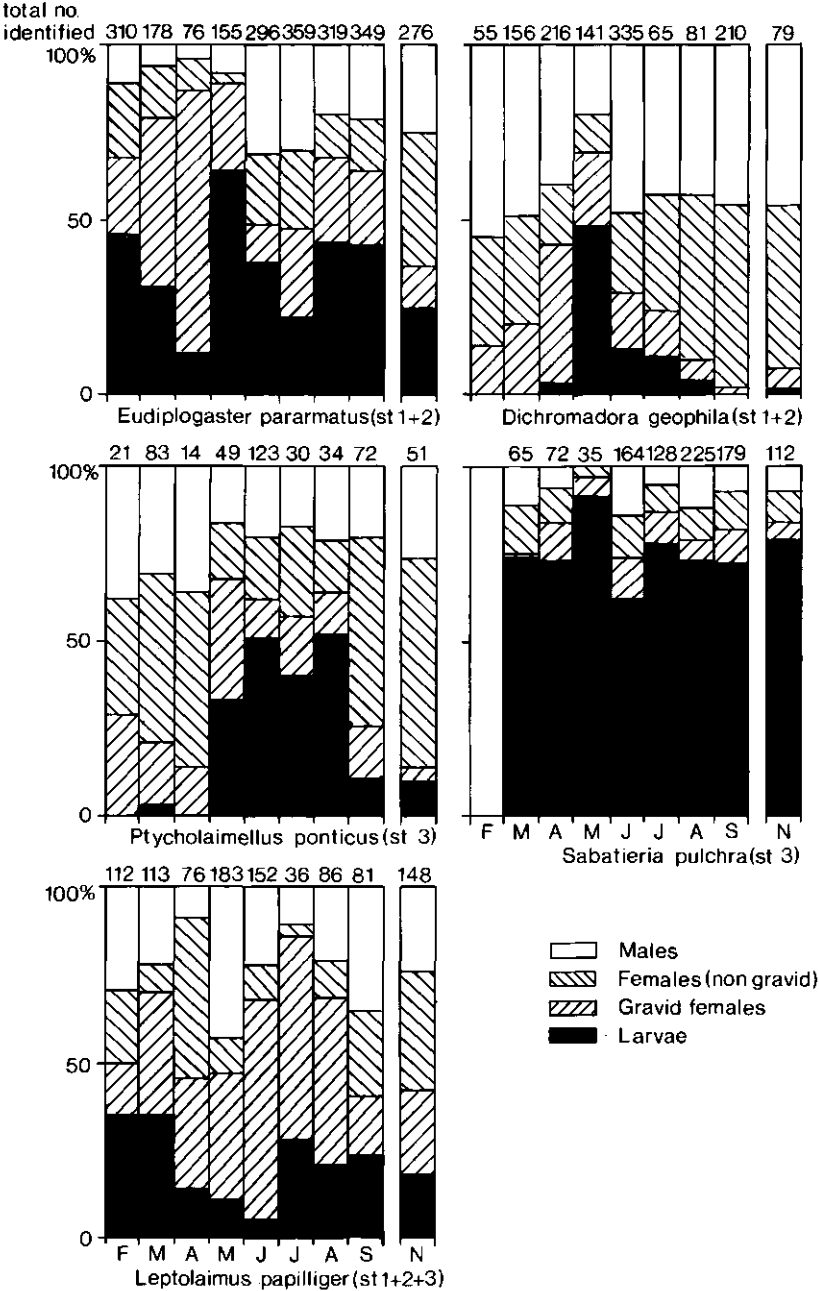 total no.
identified 310 178 76 155 296 359 319 349 276
55 156 216 141 335 65 81 210 79
100%
50
0
Eudiplogaster pararmatus (st 1+2)
Dichromadora geophila (st 1+2)
21 83 14 49 123 30 34 72 51
65 72 35 164 128 225 179 112
100%
50
0
F M A M J J A S N
Ptycholaimellus ponticus (st 3)
Sabatieria pulchra (st 3)
112 113 76 183 152 36 86 81 148
100%
50
0
F M A M J J A S N
Leptolaimus papilliger (st 1+2+3)
Males
Females (non gravid)
Gravid females
Larvae